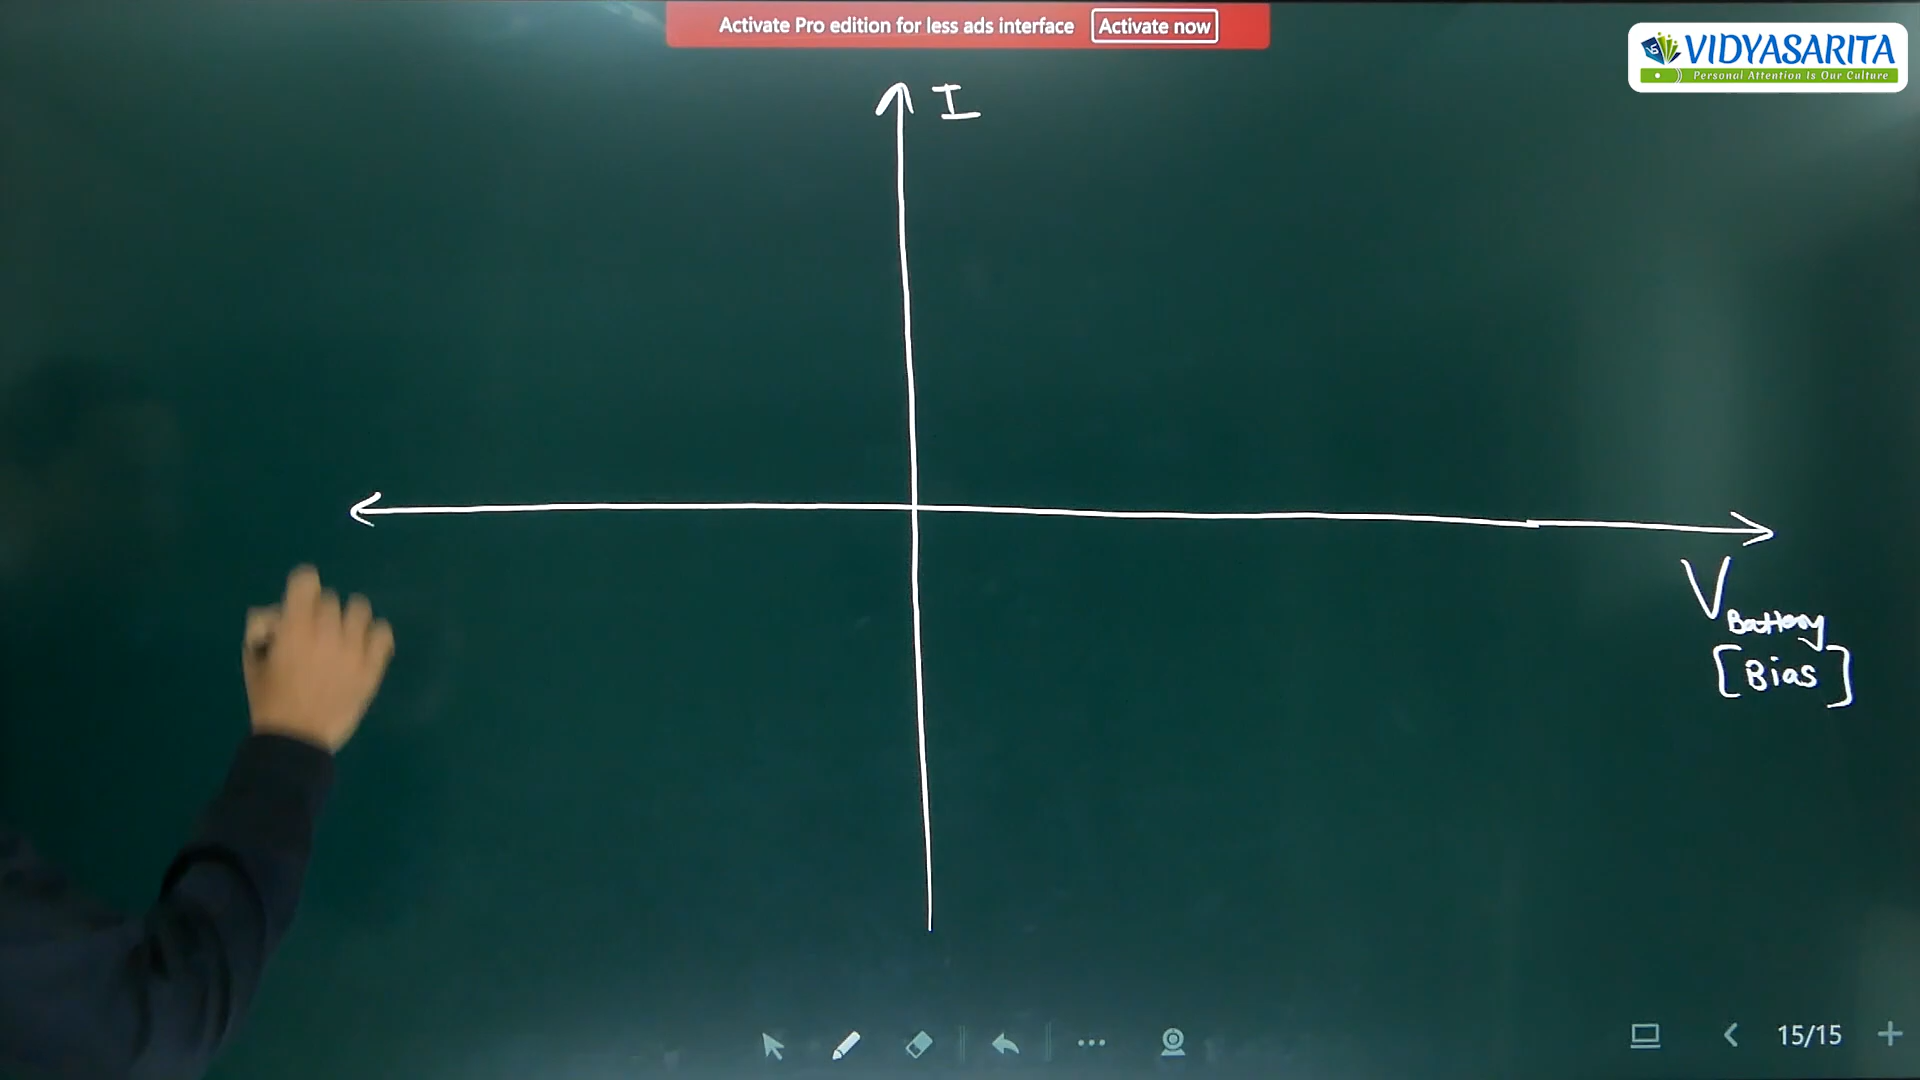 Activate Pro edition for less ads interface Activate now
VS
VIDYASARITA
Personal Attention Is Our Culture
I
V Battery
[Bias]
15/15